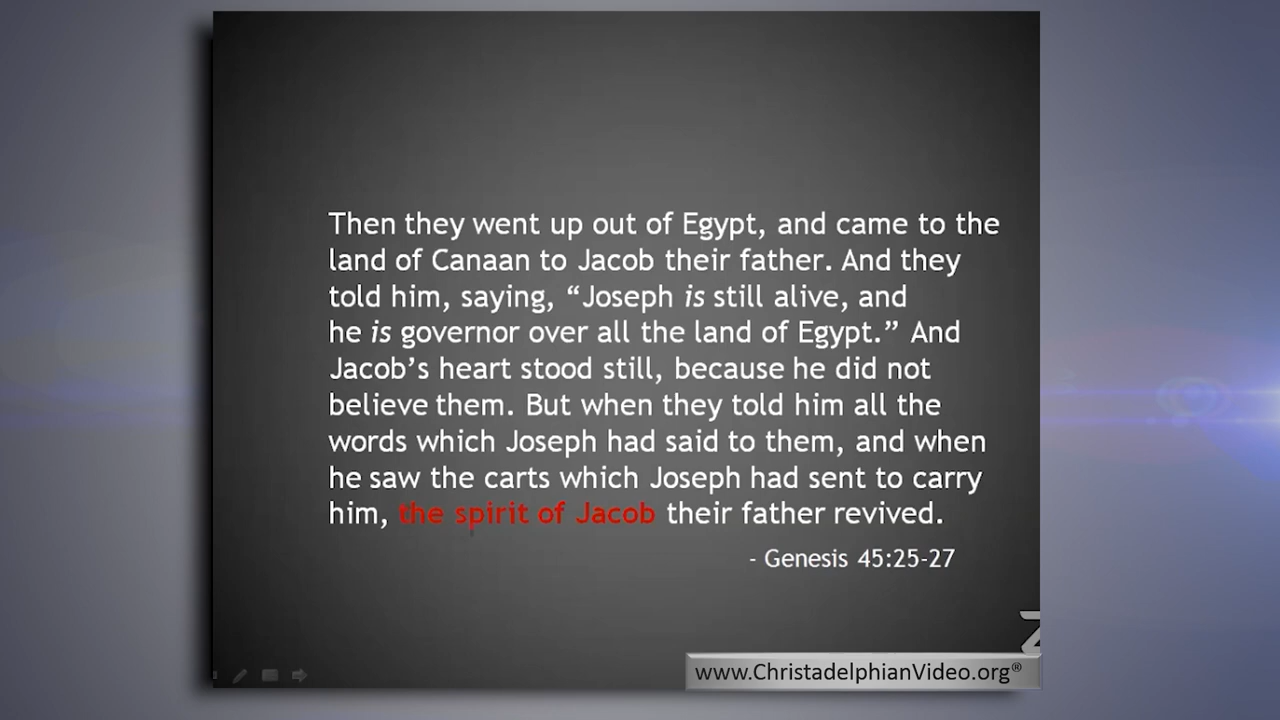 Then they went up out of Egypt, and came to the
land of Canaan to Jacob their father. And they
told him, saying, “Joseph is still alive, and
he is governor over all the land of Egypt.” And
Jacob’s heart stood still, because he did not
believe them. But when they told him all the
words which Joseph had said to them, and when
he saw the carts which Joseph had sent to carry
him, the spirit of Jacob their father revived.
- Genesis 45:25-27
www.ChristadelphianVideo.org®